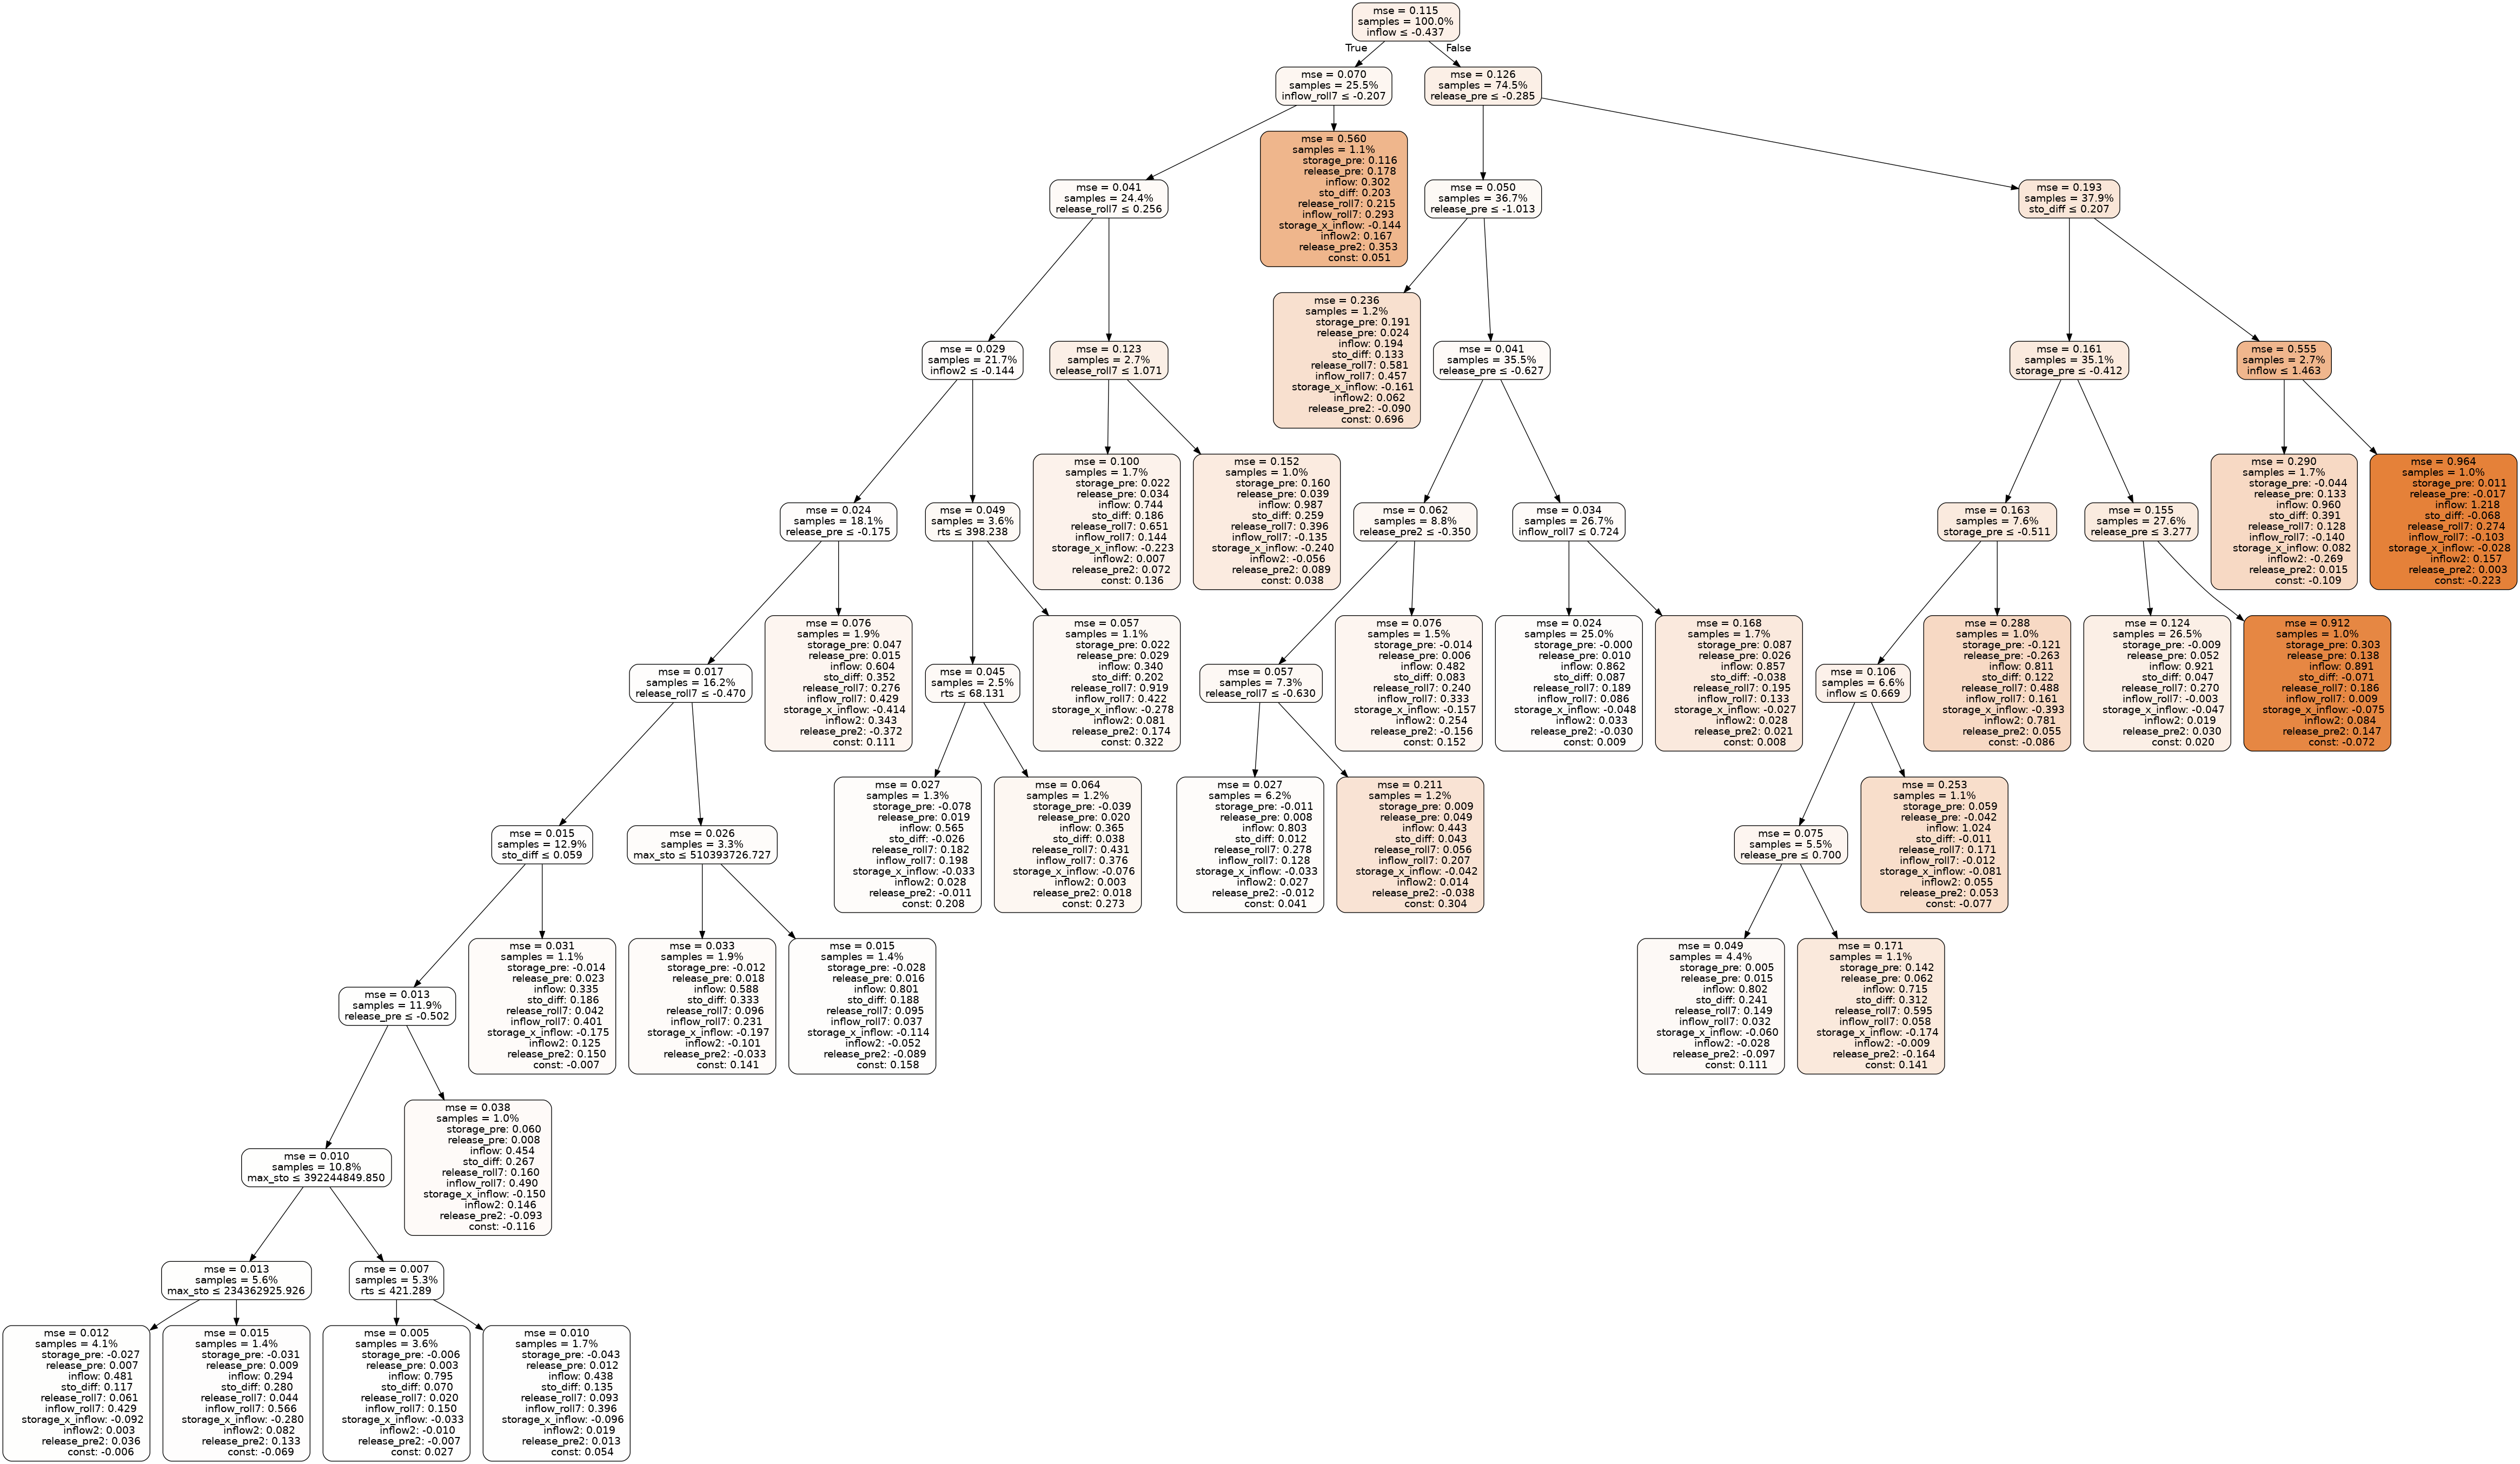 mse = 0.115
samples = 100.0%
inflow ≤ -0.437
True
False
mse = 0.070
samples = 25.5%
inflow_roll7 ≤ -0.207
mse = 0.126
samples = 74.5%
release_pre ≤ -0.285
mse = 0.560
samples = 1.1%
storage_pre: 0.116
release_pre: 0.178
inflow: 0.302
sto_diff: 0.203
release_roll7: 0.215
inflow_roll7: 0.293
storage_x_inflow: -0.144
inflow2: 0.167
release_pre2: 0.353
const: 0.051
mse = 0.041
samples = 24.4%
release_roll7 ≤ 0.256
mse = 0.050
samples = 36.7%
release_pre ≤ -1.013
mse = 0.193
samples = 37.9%
sto_diff ≤ 0.207
mse = 0.236
samples = 1.2%
storage_pre: 0.191
release_pre: 0.024
inflow: 0.194
sto_diff: 0.133
release_roll7: 0.581
inflow_roll7: 0.457
storage_x_inflow: -0.161
inflow2: 0.062
release_pre2: -0.090
const: 0.696
mse = 0.029
samples = 21.7%
inflow2 ≤ -0.144
mse = 0.123
samples = 2.7%
release_roll7 ≤ 1.071
mse = 0.041
samples = 35.5%
release_pre ≤ -0.627
mse = 0.161
samples = 35.1%
storage_pre ≤ -0.412
mse = 0.555
samples = 2.7%
inflow ≤ 1.463
mse = 0.100
samples = 1.7%
storage_pre: 0.022
release_pre: 0.034
inflow: 0.744
sto_diff: 0.186
release_roll7: 0.651
inflow_roll7: 0.144
storage_x_inflow: -0.223
inflow2: 0.007
release_pre2: 0.072
const: 0.136
mse = 0.152
samples = 1.0%
storage_pre: 0.160
release_pre: 0.039
inflow: 0.987
sto_diff: 0.259
release_roll7: 0.396
inflow_roll7: -0.135
storage_x_inflow: -0.240
inflow2: -0.056
release_pre2: 0.089
const: 0.038
mse = 0.290
samples = 1.7%
storage_pre: -0.044
release_pre: 0.133
inflow: 0.960
sto_diff: 0.391
release_roll7: 0.128
inflow_roll7: -0.140
storage_x_inflow: 0.082
inflow2: -0.269
release_pre2: 0.015
const: -0.109
mse = 0.964
samples = 1.0%
storage_pre: 0.011
release_pre: -0.017
inflow: 1.218
sto_diff: -0.068
release_roll7: 0.274
inflow_roll7: -0.103
storage_x_inflow: -0.028
inflow2: 0.157
release_pre2: 0.003
const: -0.223
mse = 0.024
samples = 18.1%
release_pre ≤ -0.175
mse = 0.049
samples = 3.6%
rts ≤ 398.238
mse = 0.062
samples = 8.8%
release_pre2 ≤ -0.350
mse = 0.034
samples = 26.7%
inflow_roll7 ≤ 0.724
mse = 0.163
samples = 7.6%
storage_pre ≤ -0.511
mse = 0.155
samples = 27.6%
release_pre ≤ 3.277
mse = 0.076
samples = 1.9%
storage_pre: 0.047
release_pre: 0.015
inflow: 0.604
sto_diff: 0.352
release_roll7: 0.276
inflow_roll7: 0.429
storage_x_inflow: -0.414
inflow2: 0.343
release_pre2: -0.372
const: 0.111
mse = 0.057
samples = 1.1%
storage_pre: 0.022
release_pre: 0.029
inflow: 0.340
sto_diff: 0.202
release_roll7: 0.919
inflow_roll7: 0.422
storage_x_inflow: -0.278
inflow2: 0.081
release_pre2: 0.174
const: 0.322
mse = 0.076
samples = 1.5%
storage_pre: -0.014
release_pre: 0.006
inflow: 0.482
sto_diff: 0.083
release_roll7: 0.240
inflow_roll7: 0.333
storage_x_inflow: -0.157
inflow2: 0.254
release_pre2: -0.156
const: 0.152
mse = 0.024
samples = 25.0%
storage_pre: -0.000
release_pre: 0.010
inflow: 0.862
sto_diff: 0.087
release_roll7: 0.189
inflow_roll7: 0.086
storage_x_inflow: -0.048
inflow2: 0.033
release_pre2: -0.030
const: 0.009
mse = 0.168
samples = 1.7%
storage_pre: 0.087
release_pre: 0.026
inflow: 0.857
sto_diff: -0.038
release_roll7: 0.195
inflow_roll7: 0.133
storage_x_inflow: -0.027
inflow2: 0.028
release_pre2: 0.021
const: 0.008
mse = 0.288
samples = 1.0%
storage_pre: -0.121
release_pre: -0.263
inflow: 0.811
sto_diff: 0.122
release_roll7: 0.488
inflow_roll7: 0.161
storage_x_inflow: -0.393
inflow2: 0.781
release_pre2: 0.055
const: -0.086
mse = 0.124
samples = 26.5%
storage_pre: -0.009
release_pre: 0.052
inflow: 0.921
sto_diff: 0.047
release_roll7: 0.270
inflow_roll7: -0.003
storage_x_inflow: -0.047
inflow2: 0.019
release_pre2: 0.030
const: 0.020
mse = 0.912
samples = 1.0%
storage_pre: 0.303
release_pre: 0.138
inflow: 0.891
sto_diff: -0.071
release_roll7: 0.186
inflow_roll7: 0.009
storage_x_inflow: -0.075
inflow2: 0.084
release_pre2: 0.147
const: -0.072
mse = 0.017
samples = 16.2%
release_roll7 ≤ -0.470
mse = 0.045
samples = 2.5%
rts ≤ 68.131
mse = 0.057
samples = 7.3%
release_roll7 ≤ -0.630
mse = 0.106
samples = 6.6%
inflow ≤ 0.669
mse = 0.027
samples = 1.3%
storage_pre: -0.078
release_pre: 0.019
inflow: 0.565
sto_diff: -0.026
release_roll7: 0.182
inflow_roll7: 0.198
storage_x_inflow: -0.033
inflow2: 0.028
release_pre2: -0.011
const: 0.208
mse = 0.064
samples = 1.2%
storage_pre: -0.039
release_pre: 0.020
inflow: 0.365
sto_diff: 0.038
release_roll7: 0.431
inflow_roll7: 0.376
storage_x_inflow: -0.076
inflow2: 0.003
release_pre2: 0.018
const: 0.273
mse = 0.027
samples = 6.2%
storage_pre: -0.011
release_pre: 0.008
inflow: 0.803
sto_diff: 0.012
release_roll7: 0.278
inflow_roll7: 0.128
storage_x_inflow: -0.033
inflow2: 0.027
release_pre2: -0.012
const: 0.041
mse = 0.211
samples = 1.2%
storage_pre: 0.009
release_pre: 0.049
inflow: 0.443
sto_diff: 0.043
release_roll7: 0.056
inflow_roll7: 0.207
storage_x_inflow: -0.042
inflow2: 0.014
release_pre2: -0.038
const: 0.304
mse = 0.253
samples = 1.1%
storage_pre: 0.059
release_pre: -0.042
inflow: 1.024
sto_diff: -0.011
release_roll7: 0.171
inflow_roll7: -0.012
storage_x_inflow: -0.081
inflow2: 0.055
release_pre2: 0.053
const: -0.077
mse = 0.015
samples = 12.9%
sto_diff ≤ 0.059
mse = 0.026
samples = 3.3%
max_sto ≤ 510393726.727
mse = 0.075
samples = 5.5%
release_pre ≤ 0.700
mse = 0.031
samples = 1.1%
storage_pre: -0.014
release_pre: 0.023
inflow: 0.335
sto_diff: 0.186
release_roll7: 0.042
inflow_roll7: 0.401
storage_x_inflow: -0.175
inflow2: 0.125
release_pre2: 0.150
const: -0.007
mse = 0.033
samples = 1.9%
storage_pre: -0.012
release_pre: 0.018
inflow: 0.588
sto_diff: 0.333
release_roll7: 0.096
inflow_roll7: 0.231
storage_x_inflow: -0.197
inflow2: -0.101
release_pre2: -0.033
const: 0.141
mse = 0.015
samples = 1.4%
storage_pre: -0.028
release_pre: 0.016
inflow: 0.801
sto_diff: 0.188
release_roll7: 0.095
inflow_roll7: 0.037
storage_x_inflow: -0.114
inflow2: -0.052
release_pre2: -0.089
const: 0.158
mse = 0.049
samples = 4.4%
storage_pre: 0.005
release_pre: 0.015
inflow: 0.802
sto_diff: 0.241
release_roll7: 0.149
inflow_roll7: 0.032
storage_x_inflow: -0.060
inflow2: -0.028
release_pre2: -0.097
const: 0.111
mse = 0.171
samples = 1.1%
storage_pre: 0.142
release_pre: 0.062
inflow: 0.715
sto_diff: 0.312
release_roll7: 0.595
inflow_roll7: 0.058
storage_x_inflow: -0.174
inflow2: -0.009
release_pre2: -0.164
const: 0.141
mse = 0.013
samples = 11.9%
release_pre ≤ -0.502
mse = 0.038
samples = 1.0%
storage_pre: 0.060
release_pre: 0.008
inflow: 0.454
sto_diff: 0.267
release_roll7: 0.160
inflow_roll7: 0.490
storage_x_inflow: -0.150
inflow2: 0.146
release_pre2: -0.093
const: -0.116
mse = 0.010
samples = 10.8%
max_sto ≤ 392244849.850
mse = 0.013
samples = 5.6%
max_sto ≤ 234362925.926
mse = 0.007
samples = 5.3%
rts ≤ 421.289
mse = 0.012
samples = 4.1%
storage_pre: -0.027
release_pre: 0.007
inflow: 0.481
sto_diff: 0.117
release_roll7: 0.061
inflow_roll7: 0.429
storage_x_inflow: -0.092
inflow2: 0.003
release_pre2: 0.036
const: -0.006
mse = 0.015
samples = 1.4%
storage_pre: -0.031
release_pre: 0.009
inflow: 0.294
sto_diff: 0.280
release_roll7: 0.044
inflow_roll7: 0.566
storage_x_inflow: -0.280
inflow2: 0.082
release_pre2: 0.133
const: -0.069
mse = 0.005
samples = 3.6%
storage_pre: -0.006
release_pre: 0.003
inflow: 0.795
sto_diff: 0.070
release_roll7: 0.020
inflow_roll7: 0.150
storage_x_inflow: -0.033
inflow2: -0.010
release_pre2: -0.007
const: 0.027
mse = 0.010
samples = 1.7%
storage_pre: -0.043
release_pre: 0.012
inflow: 0.438
sto_diff: 0.135
release_roll7: 0.093
inflow_roll7: 0.396
storage_x_inflow: -0.096
inflow2: 0.019
release_pre2: 0.013
const: 0.054